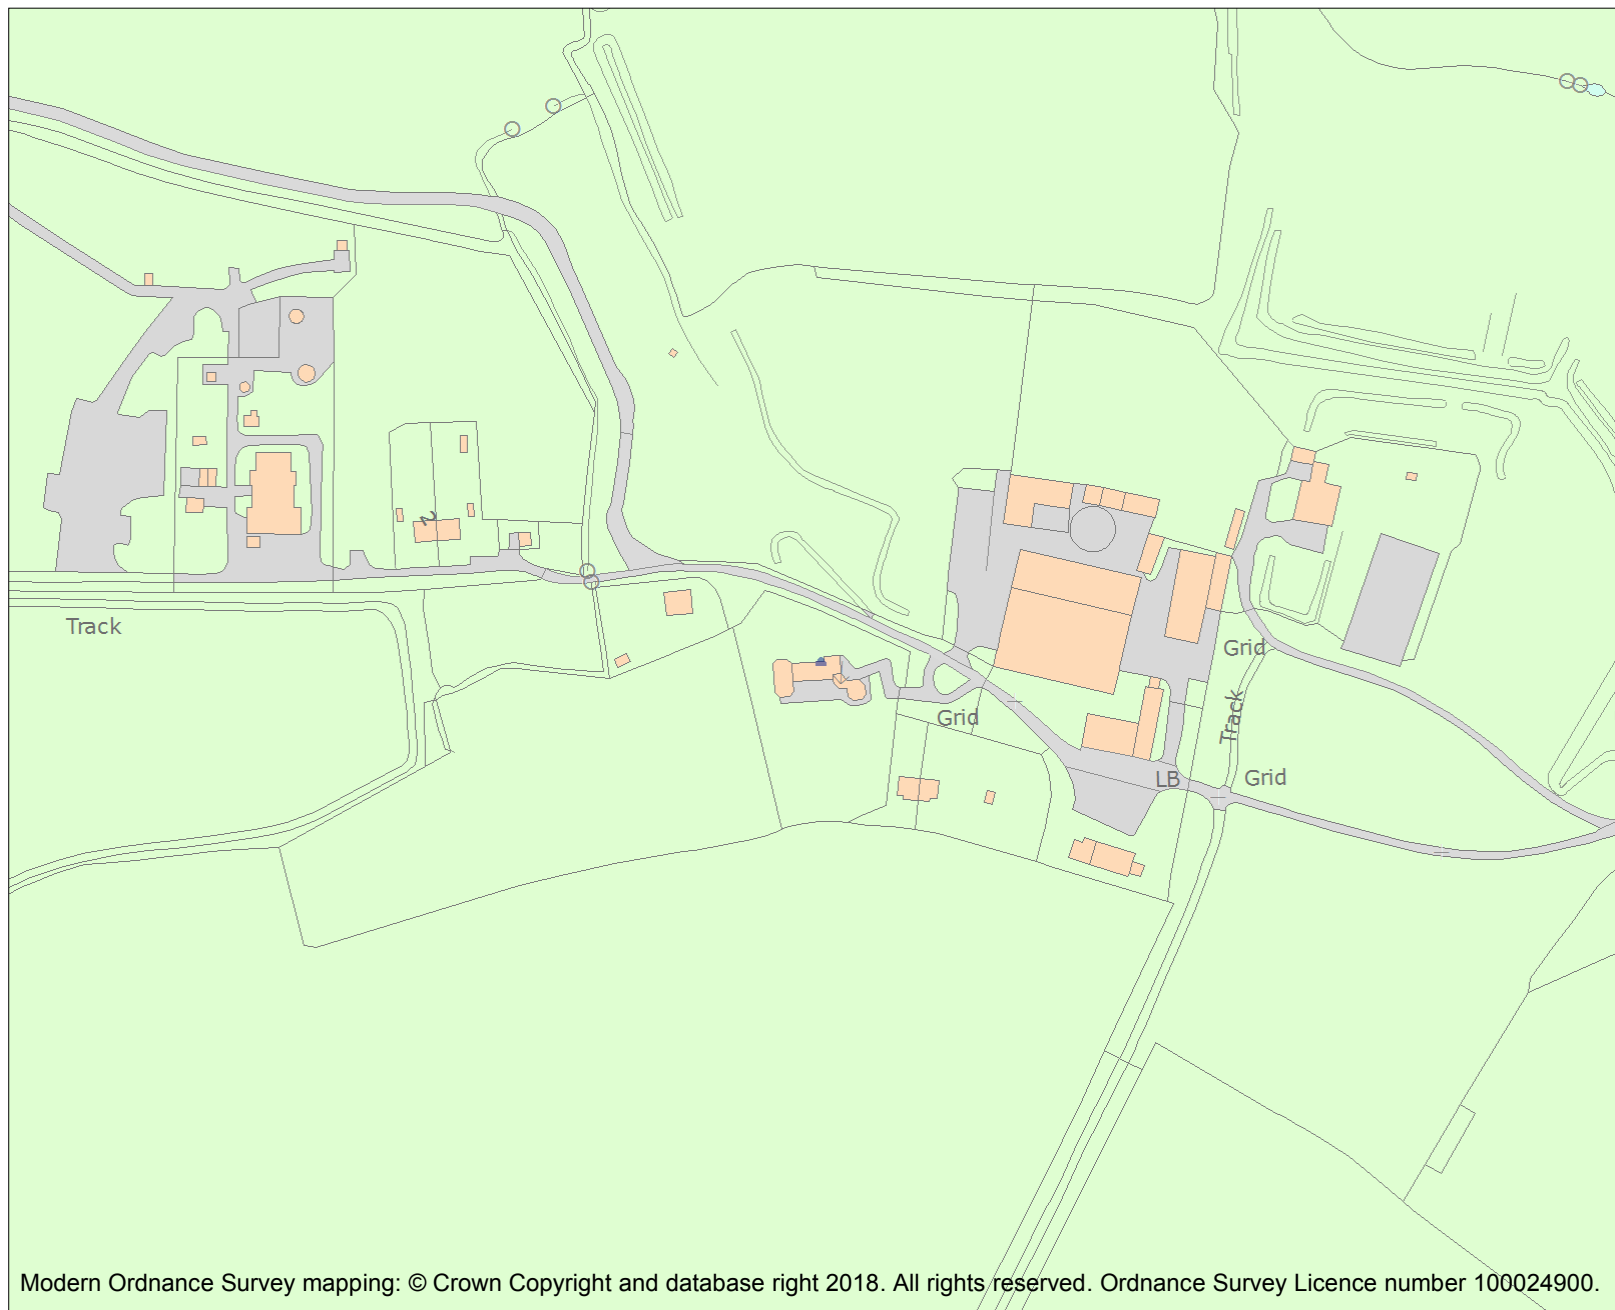 2
Track
Grid
Track
Grid
LB
Grid
Modern Ordnance Survey mapping: © Crown Copyright and database right 2018. All rights reserved. Ordnance Survey Licence number 100024900.